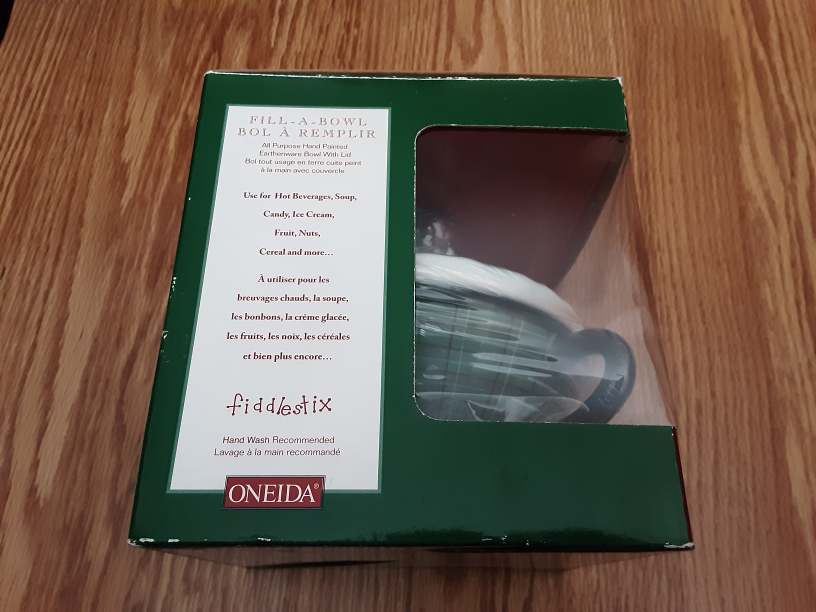 FILL-A-BOWL
BOL À REMPLIR
All Purpose Hand Painted
Earthenware Bowl With Lid
Bol tout usage en terre cuite peint
à la main avec couvercle
Use for Hot Beverages, Soup,
Candy, Ice Cream,
Fruit, Nuts,
Cereal and more...
À utiliser pour les
breuvages chauds, la soupe,
les bonbons, la crème glacée,
les fruits, les noix, les céréales
et bien plus encore...
fiddlestix
Hand Wash Recommended
Lavage à la main recommandé
ONEIDA®